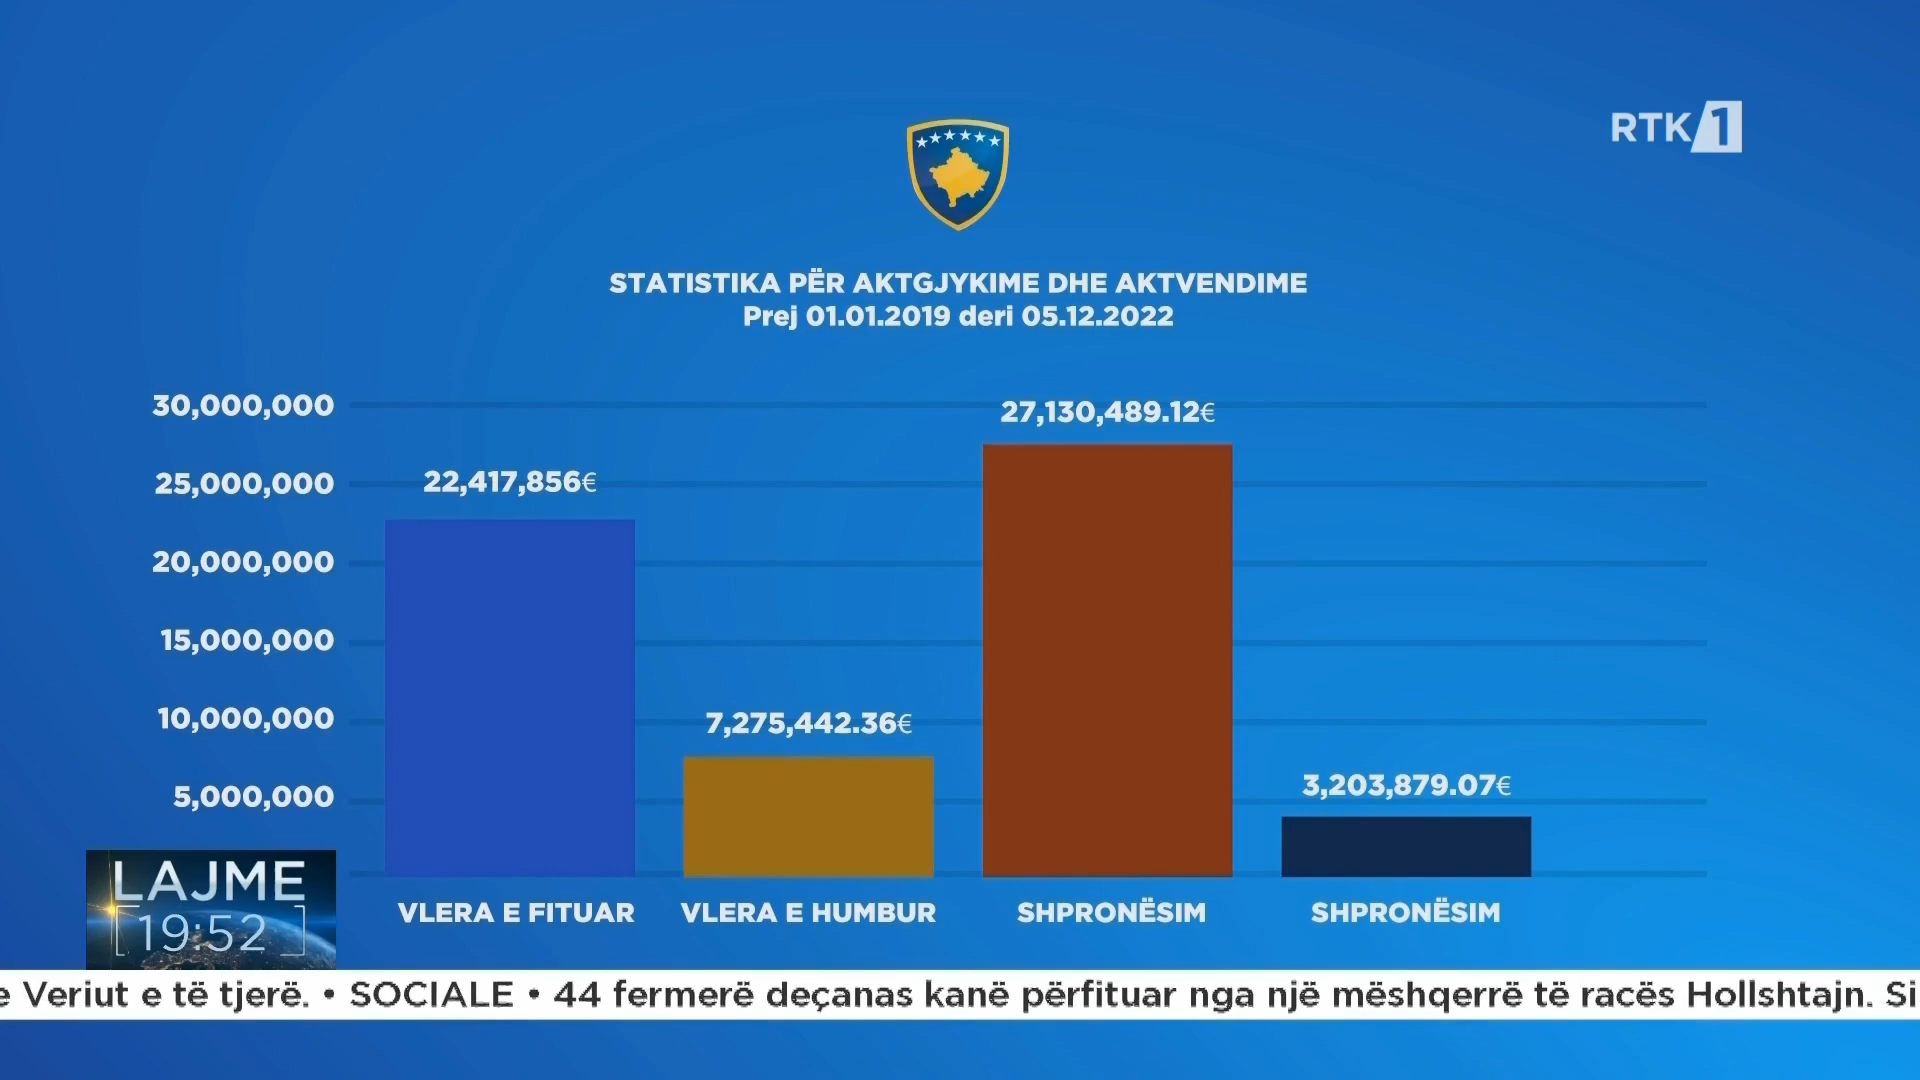 RTK 1
STATISTIKA PËR AKTGJYKIME DHE AKTVENDIME
Prej 01.01.2019 deri 05.12.2022
30,000,000
25,000,000
20,000,000
15,000,000
10,000,000
5,000,000
22,417,856€
7,275,442.36€
27,130,489.12€
3,203,879.07€
VLERA E FITUAR
VLERA E HUMBUR
SHPRONËSIM
SHPRONËSIM
LAJME
19:52
e Veriut e të tjerë. • SOCIALE • 44 fermerë deçanas kanë përfituar nga një mëshqerrë të racës Hollshtajn. Si